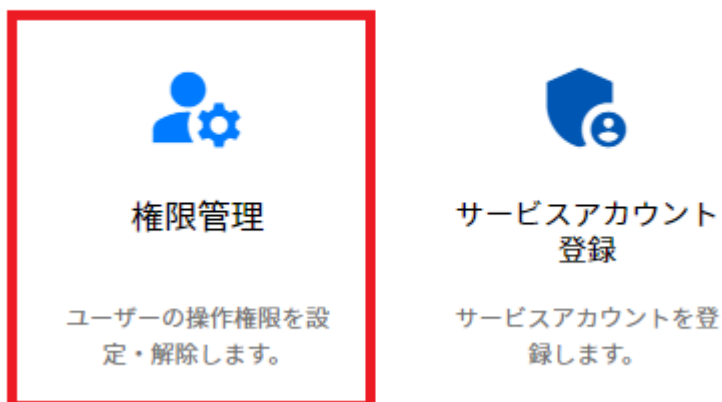 権限管理
ユーザーの操作権限を設
定・解除します。
サービスアカウント
登録
サービスアカウントを登
録します。